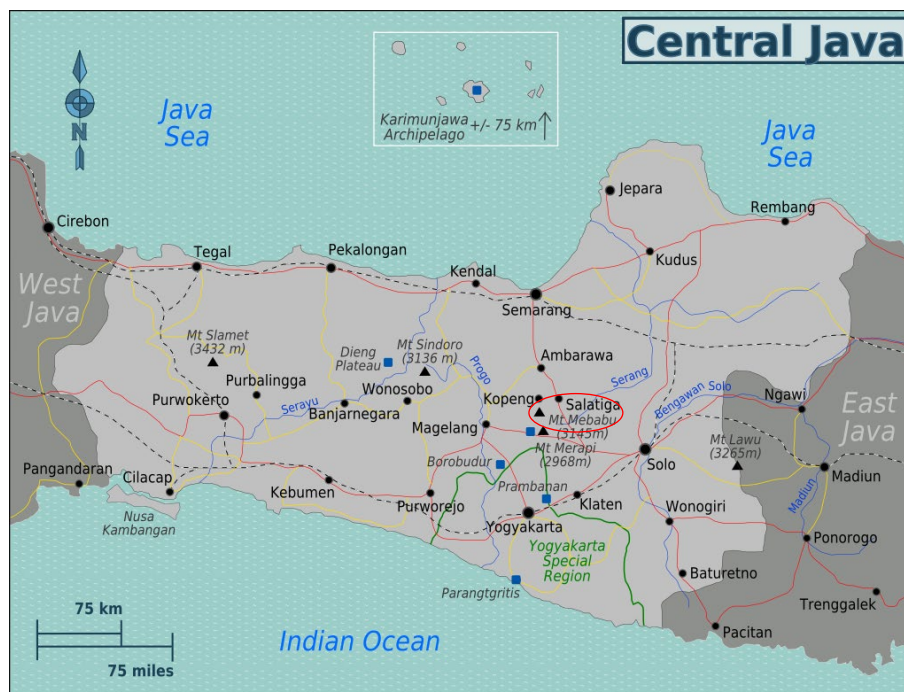 Central Java
Java
Sea
Karimunjawa
Archipelago
+/- 75 km
N
Java
Sea
Jepara
Rembang
Cirebon
Tegal
Pekalongan
Kudus
Kendal
Semarang
West
Java
Mt Slamet
(3432 m)
Dieng
Plateau
Mt Sindoro
(3136 m)
Progo
Ambarawa
Serang
Purbalingga
Wonosobo
Kopeng
Salatiga
Bengawan Solo
Ngawi
East
Java
Purwokerto
Serayu
Banjarnegara
Magelang
Mt Mebabu
(3145m)
Mt Merapi
(2968m)
Solo
Mt Lawu
(3265m)
Pangandaran
Cilacap
Borobudur
Madiun
Kebumen
Prambanan
Purworejo
Klaten
Wonogiri
Madiun
Nusa
Kambangan
Yogyakarta
Yogyakarta
Special
Region
Ponorogo
Parangtgritis
Baturetno
Trenggalek
75 km
75 miles
Indian Ocean
Pacitan